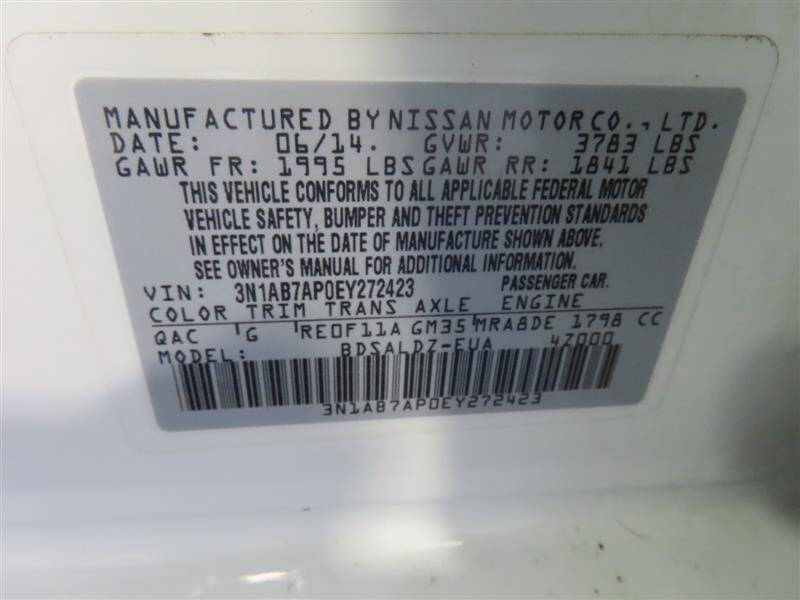 MANUFACTURED BY NISSAN MOTOR CO., LTD.
DATE: 06/14. GVWR: 3783 LBS
GAWR FR: 1995 LBS GAWR RR: 1841 LBS
THIS VEHICLE CONFORMS TO ALL APPLICABLE FEDERAL MOTOR
VEHICLE SAFETY, BUMPER AND THEFT PREVENTION STANDARDS
IN EFFECT ON THE DATE OF MANUFACTURE SHOWN ABOVE.
SEE OWNER'S MANUAL FOR ADDITIONAL INFORMATION.
VIN: 3N1AB7AP0EY272423 PASSENGER CAR.
COLOR TRIM TRANS AXLE ENGINE
QAC G RE0F11A GM35 MRA8DE 1798 CC
MODEL: BDSALDZ-EUA 4Z000
3N1AB7AP0EY272423